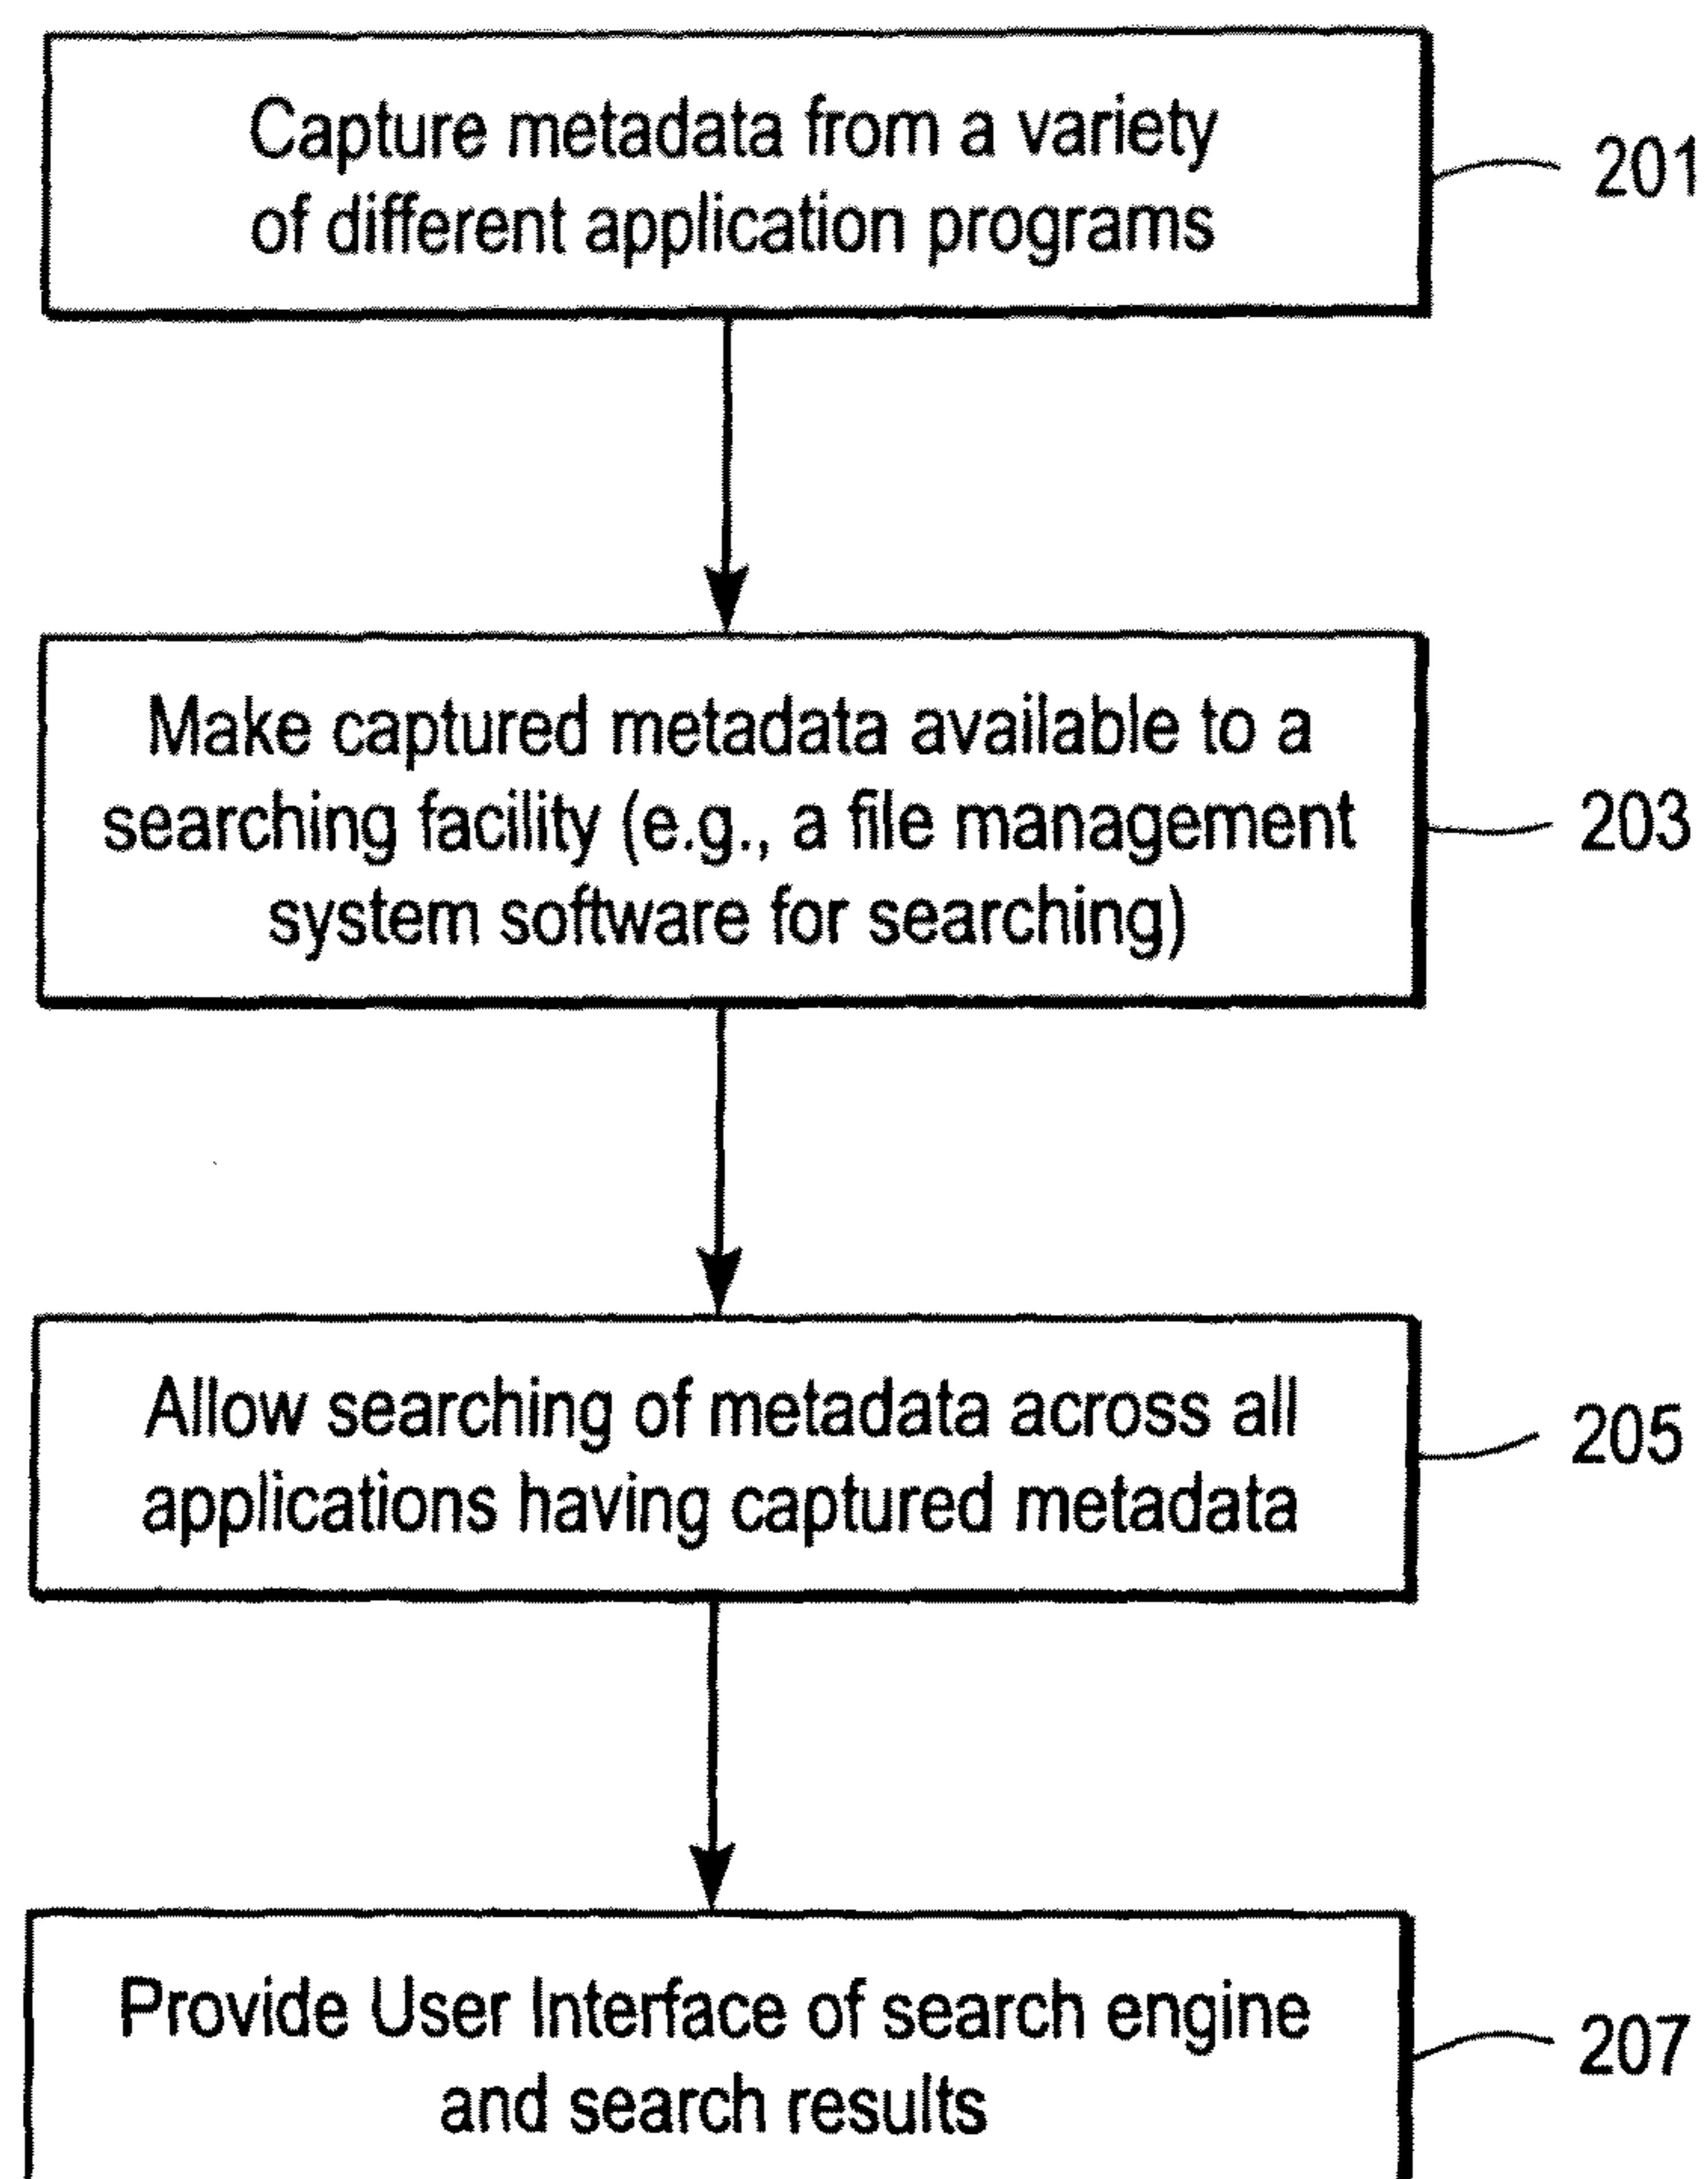 Capture metadata from a variety
of different application programs
201
Make captured metadata available to a
searching facility (e.g., a file management
system software for searching)
203
Allow searching of metadata across all
applications having captured metadata
205
Provide User Interface of search engine
and search results
207